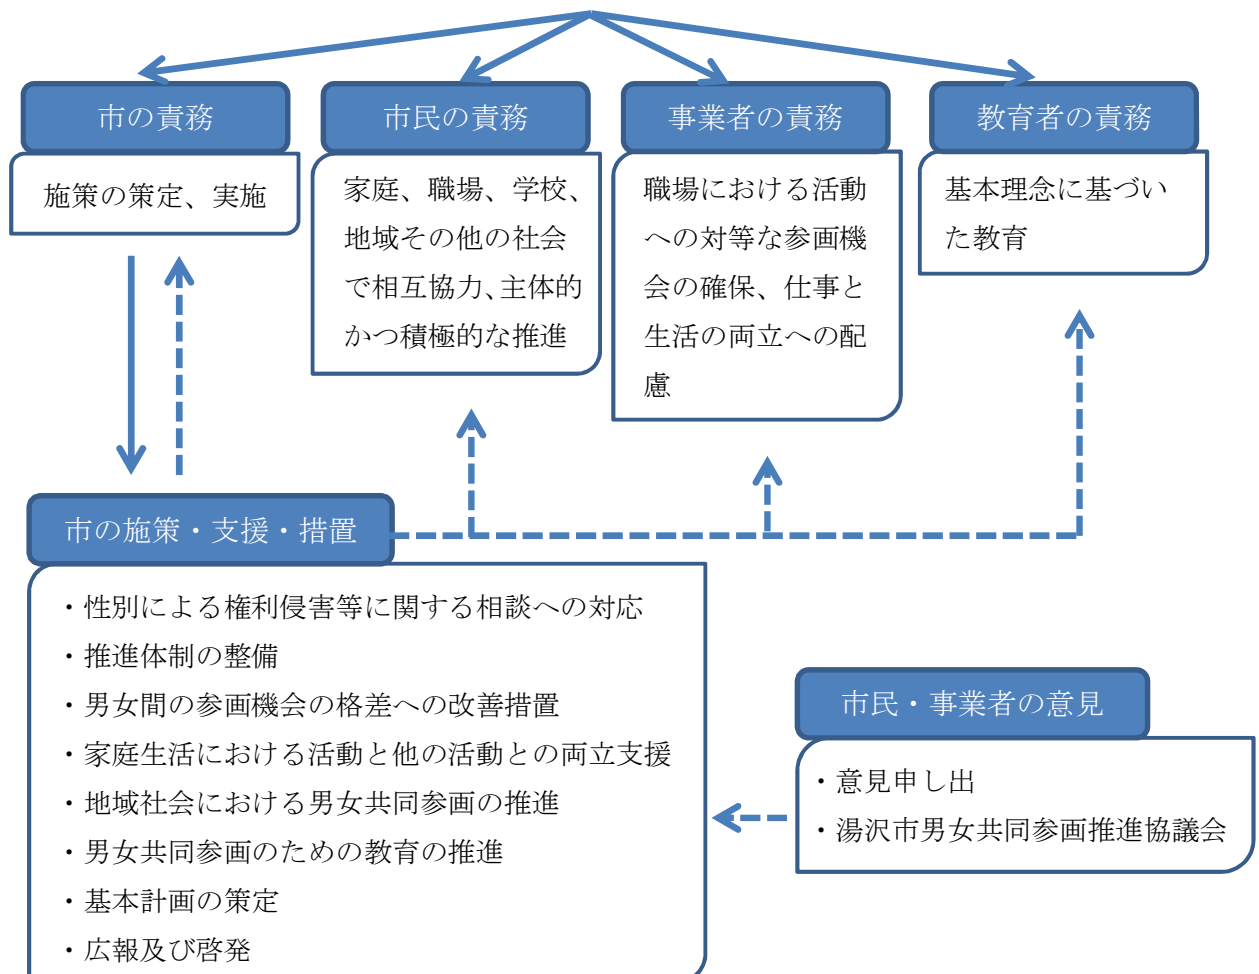 市の責務
施策の策定、実施
市民の責務
家庭、職場、学校、
地域その他の社会
で相互協力、主体的
かつ積極的な推進
事業者の責務
職場における活動
への対等な参画機
会の確保、仕事と
生活の両立への配
慮
教育者の責務
基本理念に基づい
た教育
市の施策・支援・措置
・性別による権利侵害等に関する相談への対応
・推進体制の整備
・男女間の参画機会の格差への改善措置
・家庭生活における活動と他の活動との両立支援
・地域社会における男女共同参画の推進
・男女共同参画のための教育の推進
・基本計画の策定
・広報及び啓発
市民・事業者の意見
・意見申し出
・湯沢市男女共同参画推進協議会